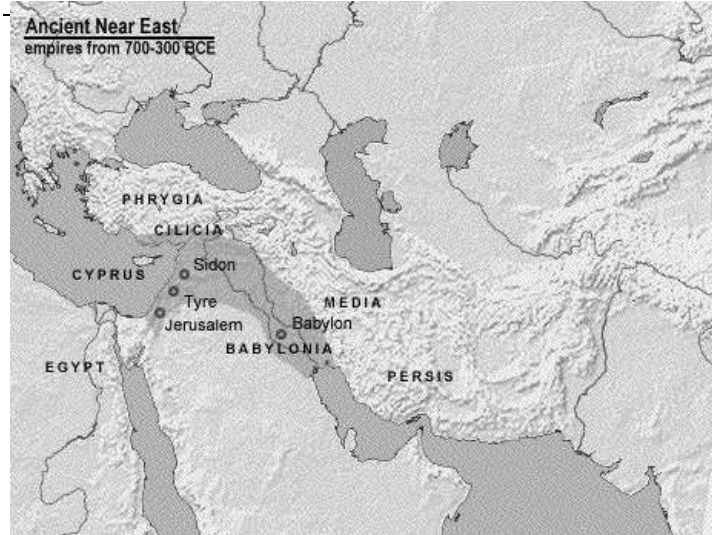 Ancient Near East
empires from 700-300 BCE
PHRYGIA
CILICIA
CYPRUS
Sidon
Tyre
MEDIA
Jerusalem
Babylon
BABYLONIA
EGYPT
PERSIS